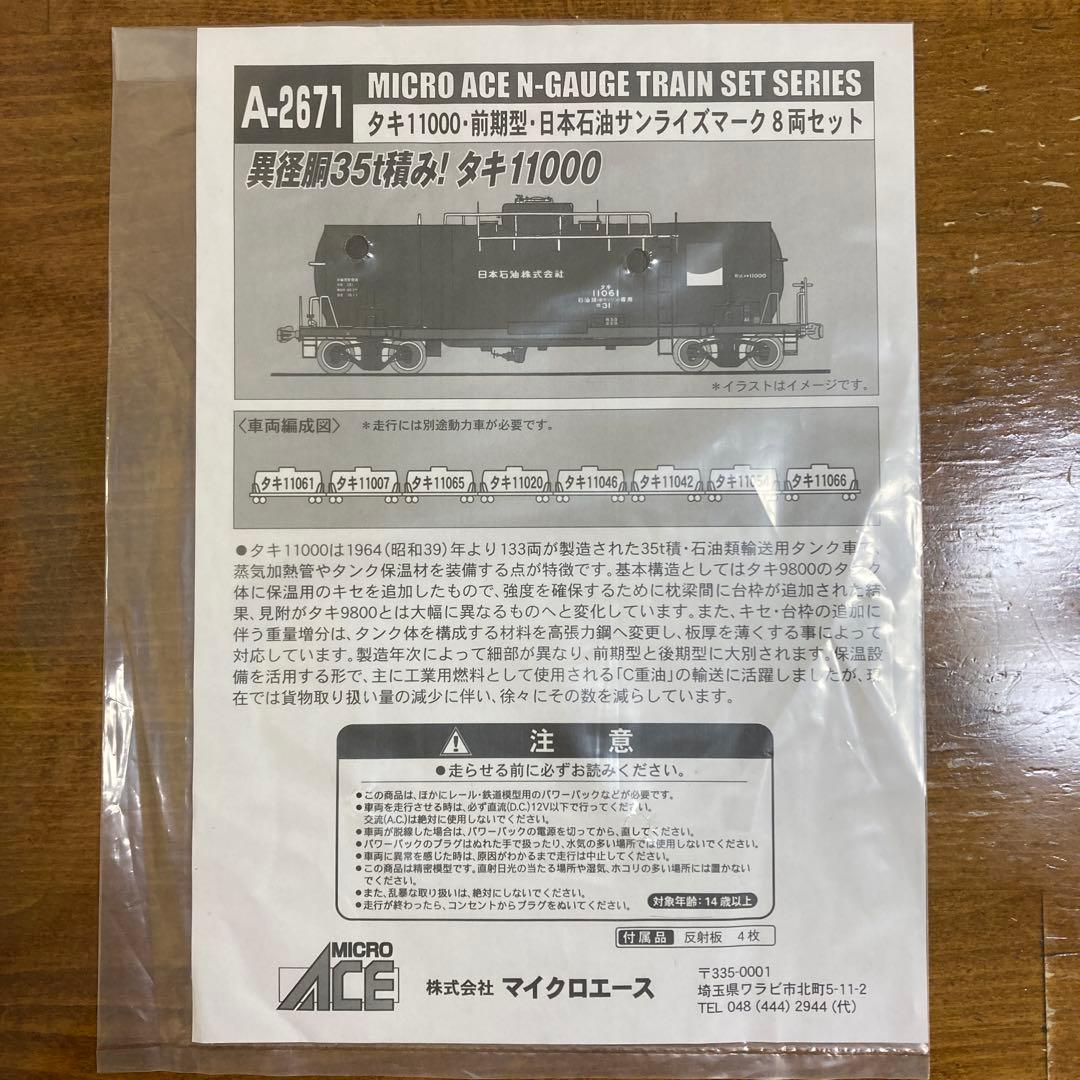 A-2671
MICRO ACE N-GAUGE TRAIN SET SERIES
タキ11000・前期型・日本石油サンライズマーク8両セット
異径胴35t積み! タキ11000
日本石油株式会社
タキ
11061
31
*イラストはイメージです。
〈車両編成図〉 *走行には別途動力車が必要です。
タキ11061 タキ11007 タキ11065 タキ11020 タキ11046 タキ11042 タキ11054 タキ11066
●タキ11000は1964(昭和39)年より133両が製造された35t積・石油類輸送用タンク車で、
蒸気加熱管やタンク保温材を装備する点が特徴です。基本構造としてはタキ9800のタンク
体に保温用のキセを追加したもので、強度を確保するために枕梁間に台枠が追加された結
果、見附がタキ9800とは大幅に異なるものへと変化しています。また、キセ・台枠の追加に
伴う重量増分は、タンク体を構成する材料を高張力鋼へ変更し、板厚を薄くする事によって
対応しています。製造年次によって細部が異なり、前期型と後期型に大別されます。保温設
備を活用する形で、主に工業用燃料として使用される「C重油」の輸送に活躍しましたが、現
在では貨物取り扱い量の減少に伴い、徐々にその数を減らしています。
注 意
●走らせる前に必ずお読みください。
●この商品は、ほかにレール・鉄道模型用のパワーパックなどが必要です。
●車両を走行させる時は、必ず直流(D.C.)12V以下で行ってください。
交流(A.C.)は絶対に使用しないでください。
●車両が脱線した場合は、パワーパックの電源を切ってから、直してください。
●パワーパックのプラグはぬれた手で扱ったり、水気の多い場所では使用しないでください。
●車両に異常を感じた時は、原因がわかるまで走行は中止してください。
●この商品は精密模型です。直射日光の当たる場所や湿気、ホコリの多い場所には置かない
でください。
●また、乱暴な取り扱いは、絶対にしないでください。
●走行が終わったら、コンセントからプラグをぬいてください。
対象年齢:14歳以上
付属品 反射板 4枚
MICRO
ACE
株式会社 マイクロエース
〒335-0001
埼玉県ワラビ市北町5-11-2
TEL 048 (444) 2944 (代)